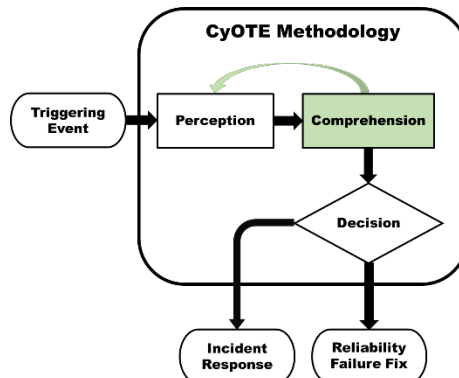 CyOTE Methodology
Triggering
Event
Perception
Comprehension
Decision
Incident
Response
Reliability
Failure Fix